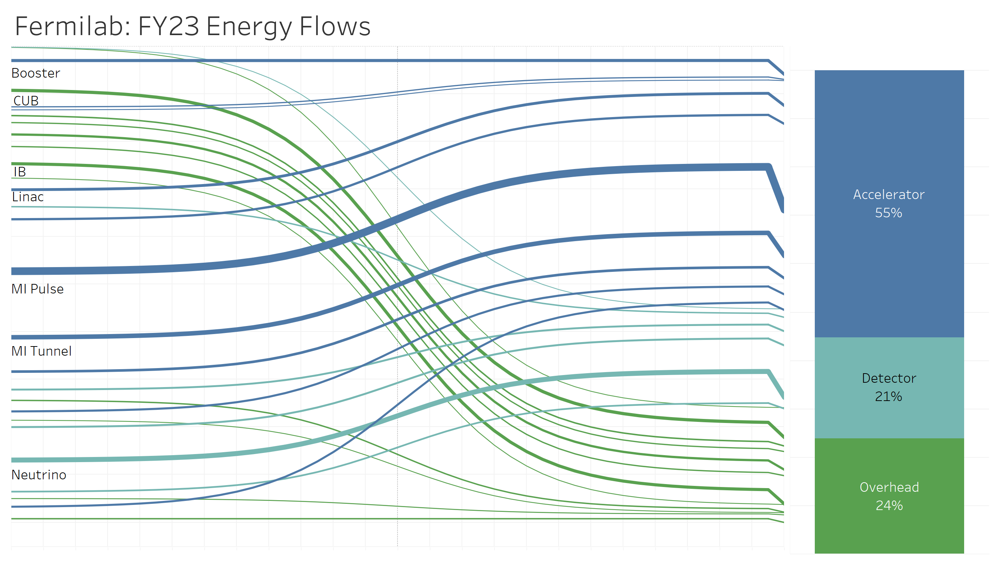 Fermilab: FY23 Energy Flows
Booster
CUB
IB
Linac
MI Pulse
MI Tunnel
Neutrino
Accelerator
55%
Detector
21%
Overhead
24%